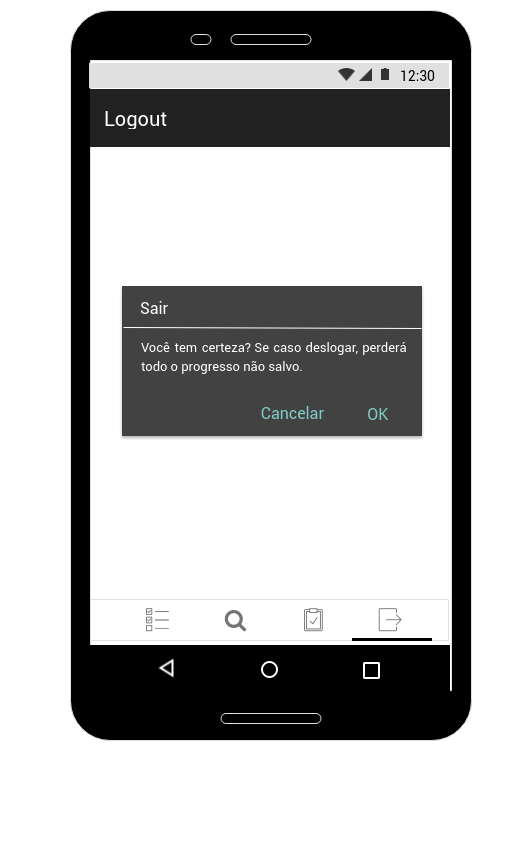 12:30
Logout
Sair
Você tem certeza? Se caso deslogar, perderá
todo o progresso não salvo.
Cancelar OK